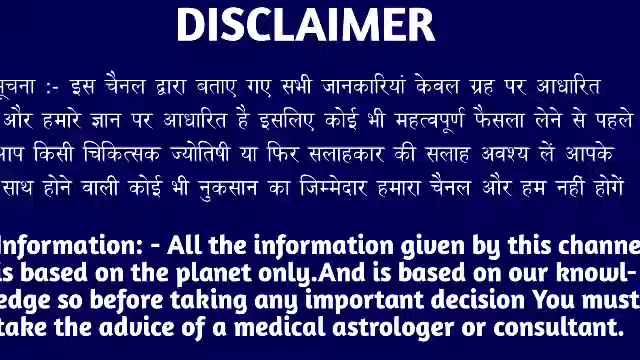 DISCLAIMER
सूचना :- इस चैनल द्वारा बताए गए सभी जानकारियां केवल ग्रह पर आधारित
और हमारे ज्ञान पर आधारित है इसलिए कोई भी महत्वपूर्ण फैसला लेने से पहले
आप किसी चिकित्सक ज्योतिषी या फिर सलाहकार की सलाह अवश्य लें आपके
साथ होने वाली कोई भी नुकसान का जिम्मेदार हमारा चैनल और हम नहीं होगें
Information: - All the information given by this channe
is based on the planet only.And is based on our knowl-
edge so before taking any important decision You must
take the advice of a medical astrologer or consultant.